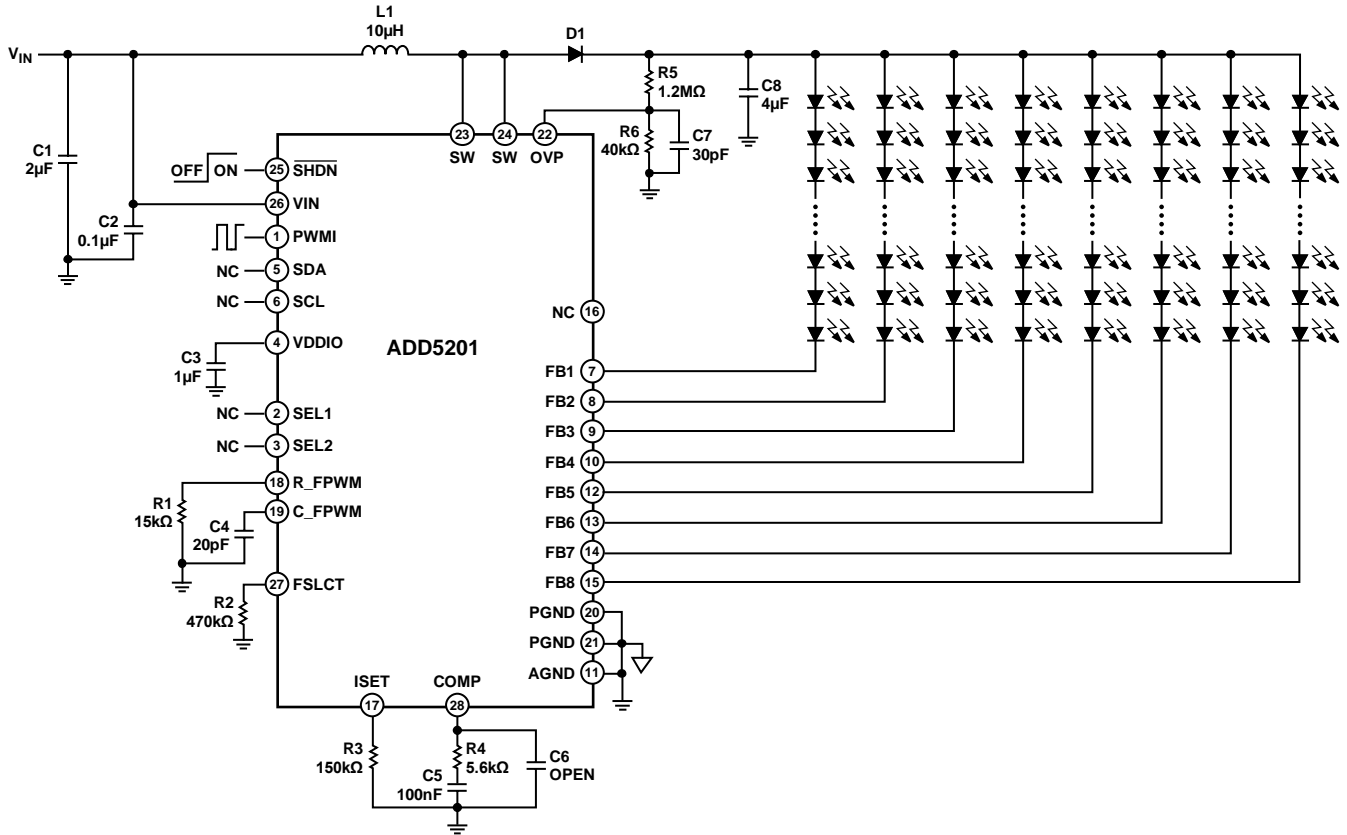 L1
10µH
D1
VIN
R5
1.2MΩ
C8
4µF
C1
2µF
R6
40kΩ
C7
30pF
23
24
22
SW
SW
OVP
OFF ON
25 SHDN
26 VIN
C2
0.1µF
1 PWMI
NC 5 SDA
NC 6 SCL
NC 16
4 VDDIO
ADD5201
C3
1µF
FB1 7
FB2 8
NC 2 SEL1
FB3 9
NC 3 SEL2
FB4 10
18 R_FPWM
FB5 12
R1
15kΩ
19 C_FPWM
C4
20pF
FB6 13
FB7 14
27 FSLCT
FB8 15
R2
470kΩ
PGND 20
PGND 21
AGND 11
ISET
COMP
17
28
R3
150kΩ
R4
5.6kΩ
C5
100nF
C6
OPEN